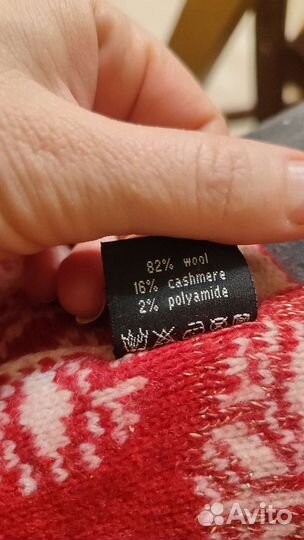 82% wool
16% cashmere
2% polyamide
Avito